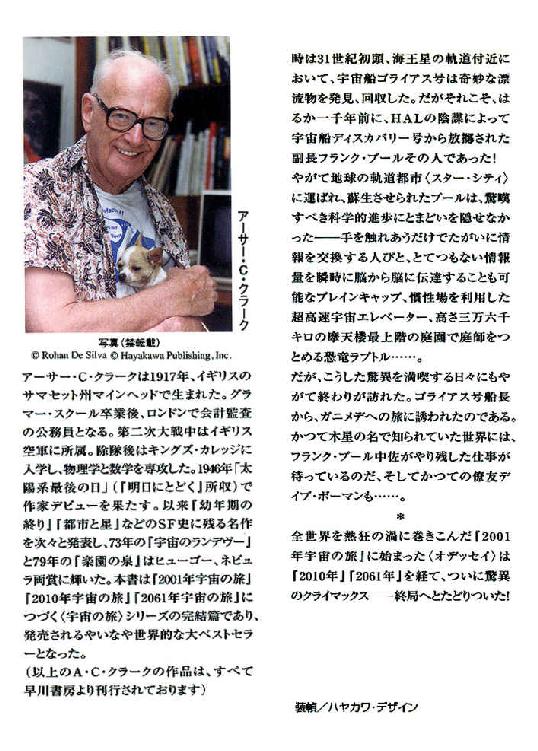 アーサー・C・クラーク
写真(禁転載)
© Rohan De Silva © Hayakawa Publishing, Inc.
アーサー・C・クラークは1917年、イギリスの
サマセット州マインヘッドで生まれた。グラ
マー・スクール卒業後、ロンドンで会計監査
の公務員となる。第二次大戦中はイギリス
空軍に所属。除隊後はキングズ・カレッジに
入学し、物理学と数学を専攻した。1946年「太
陽系最後の日」(『明日にとどく』所収)で
作家デビューを果たす。以来『幼年期の
終り』『都市と星』などのSF史に残る名作
を次々と発表し、73年の『宇宙のランデヴー』
と79年の『楽園の泉』はヒューゴー、ネビュ
ラ両賞に輝いた。本書は『2001年宇宙の旅』
『2010年宇宙の旅』『2061年宇宙の旅』に
つづく〈宇宙の旅〉シリーズの完結篇であり、
発売されるやいなや世界的な大ベストセラ
ーとなった。
(以上のA・C・クラークの作品は、すべて
早川書房より刊行されております)
時は31世紀初頭、海王星の軌道付近に
おいて、宇宙船ゴライアス号は奇妙な漂
流物を発見、回収した。だがそれこそ、は
るか一千年前に、HALの陰謀によって
宇宙船ディスカバリー号から放擲された
副長フランク・プールその人であった!
やがて地球の軌道都市〈スター・シティ〉
に運ばれ、蘇生させられたプールは、驚嘆
すべき科学的進歩にとまどいを隠せなか
った――手を触れあうだけでたがいに情
報を交換する人びと、とてつもない情報
量を瞬時に脳から脳に伝達することも可
能なブレインキャップ、慣性場を利用した
超高速宇宙エレベーター、高さ三万六千
キロの摩天楼最上階の庭園で庭師をつ
とめる恐竜ラプトル……。
だが、こうした驚異を満喫する日々にもや
がて終わりが訪れた。ゴライアス号船長
から、ガニメデへの旅に誘われたのである。
かつて木星の名で知られていた世界には、
フランク・プール中佐がやり残した仕事が
待っているのだ、そしてかつての僚友デ
イブ・ボーマンも……。
*
全世界を熱狂の渦に巻きこんだ『2001
年宇宙の旅』に始まった〈オデッセイ〉は
『2010年』『2061年』を経て、ついに驚異
のクライマックス――終局へとたどりついた!
装幀/ハヤカワ・デザイン